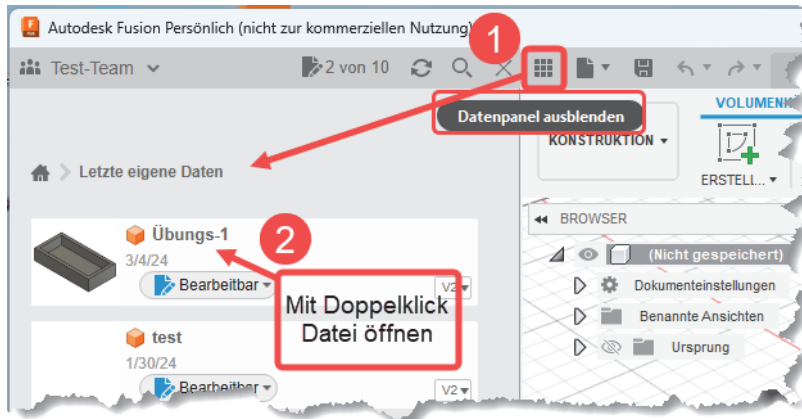 Autodesk Fusion Persönlich (nicht zur kommerziellen Nutzung)
1
Test-Team
2 von 10
Datenpanel ausblenden
VOLUMENK
KONSTRUKTION
ERSTELL...
Letzte eigene Daten
BROWSER
Übungs-1
2
3/4/24
(Nicht gespeichert)
Bearbeitbar
V2
Dokumenteinstellungen
Mit Doppelklick
Datei öffnen
Benannte Ansichten
test
Ursprung
1/30/24
Bearbeitbar
V2